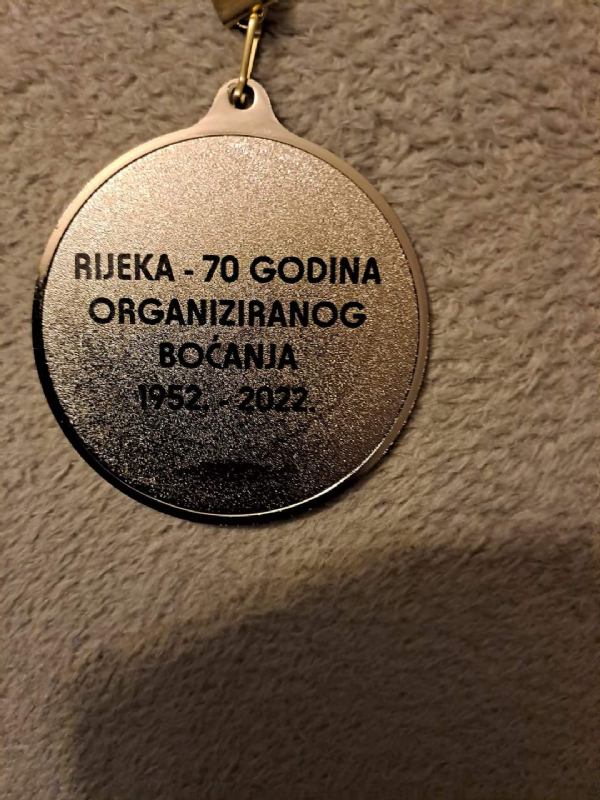 RIJEKA - 70 GODINA
ORGANIZIRANOG
BOĆANJA
1952. - 2022.